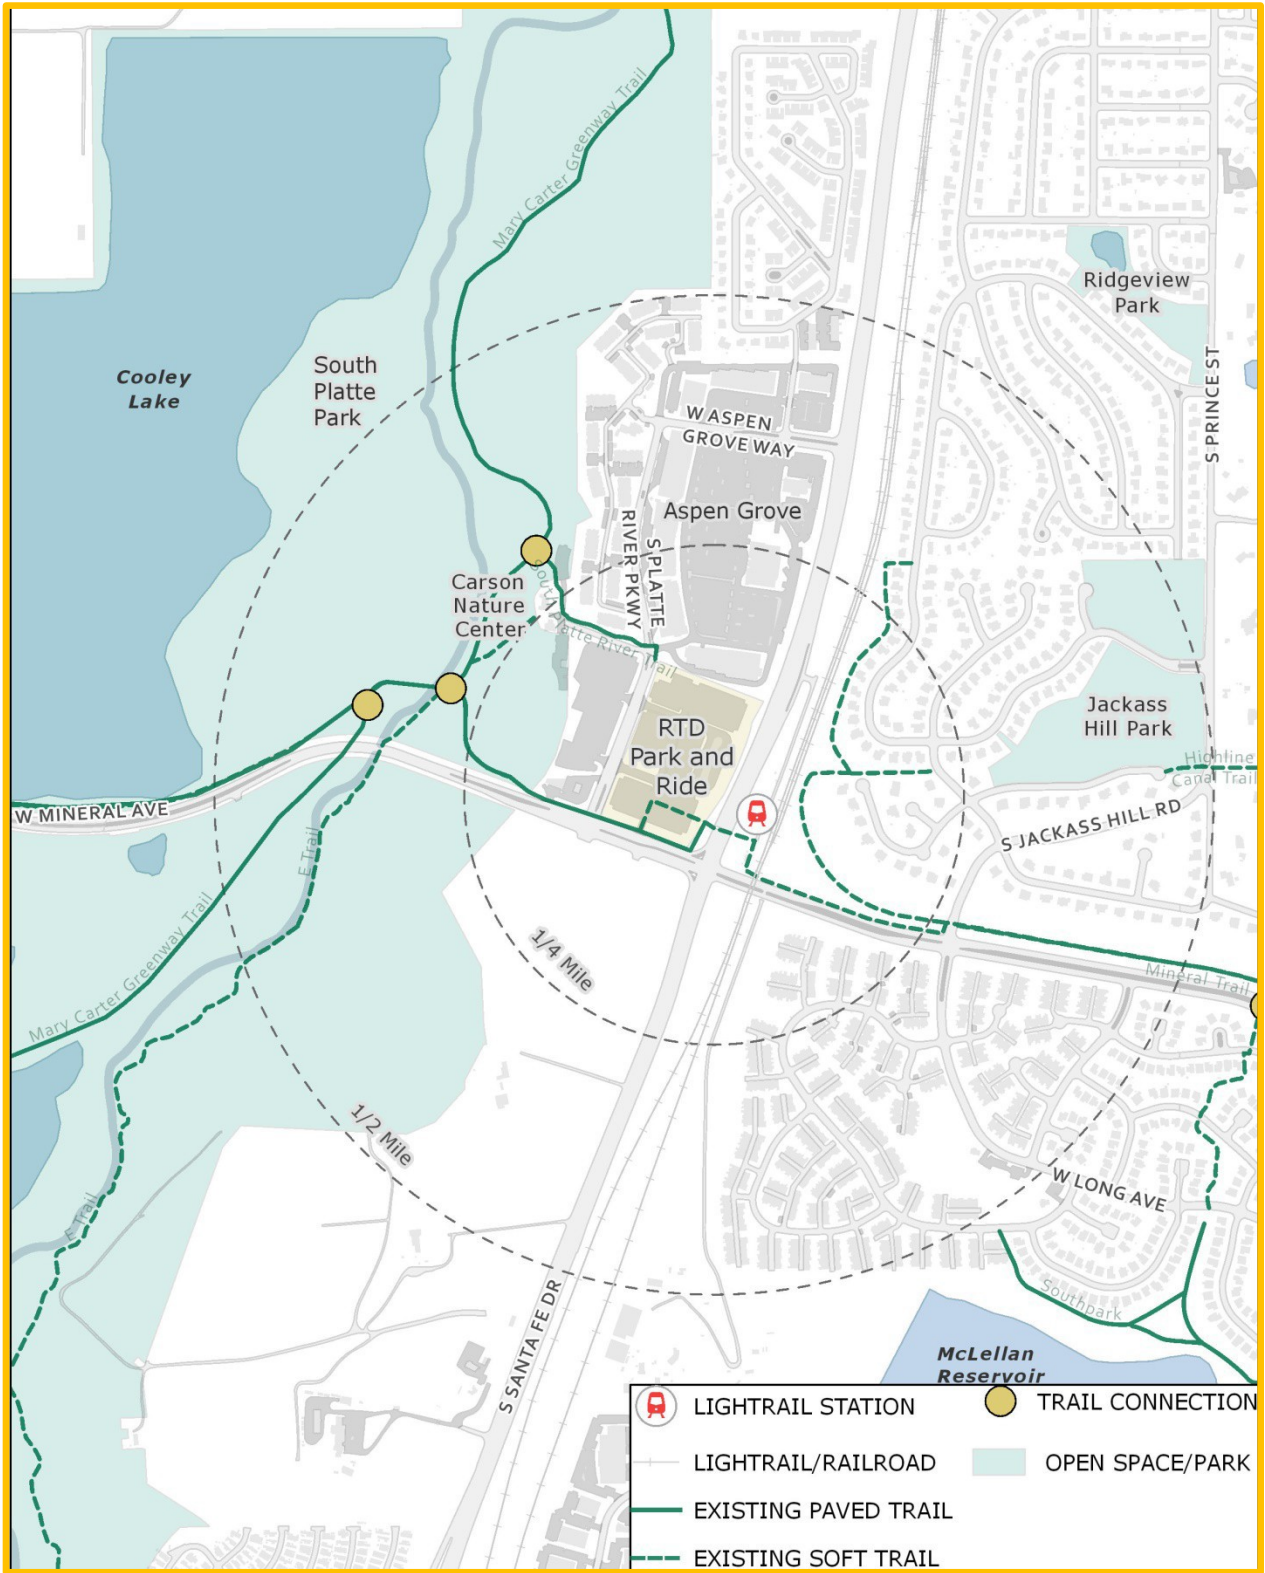 Mary Carter Greenway Trail
Ridgeview
Park
Cooley
Lake
South
Platte
Park
S PRINCE ST
W ASPEN
GROVE WAY
Aspen Grove
S PLATTE
RIVER PKWY
Carson
Nature
Center
South Platte River Trail
RTD
Park and
Ride
Jackass
Hill Park
Highline
Canal Trail
W MINERAL AVE
S JACKASS HILL RD
E Trail
Mary Carter Greenway Trail
1/4 Mile
Mineral Trail
1/2 Mile
W LONG AVE
E Trail
Southpark
S SANTA FE DR
McLellan
Reservoir
LIGHTRAIL STATION
TRAIL CONNECTION
LIGHTRAIL/RAILROAD
OPEN SPACE/PARK
EXISTING PAVED TRAIL
EXISTING SOFT TRAIL